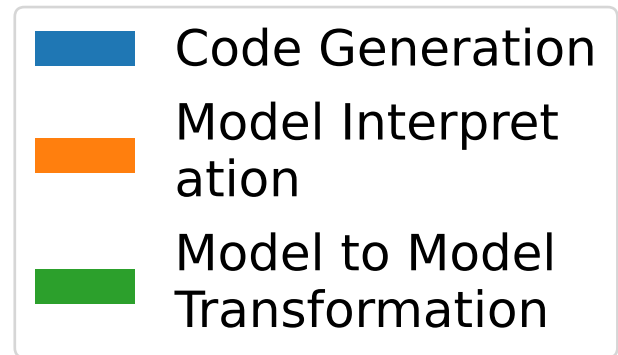 Code Generation
Model Interpret
ation
Model to Model
Transformation